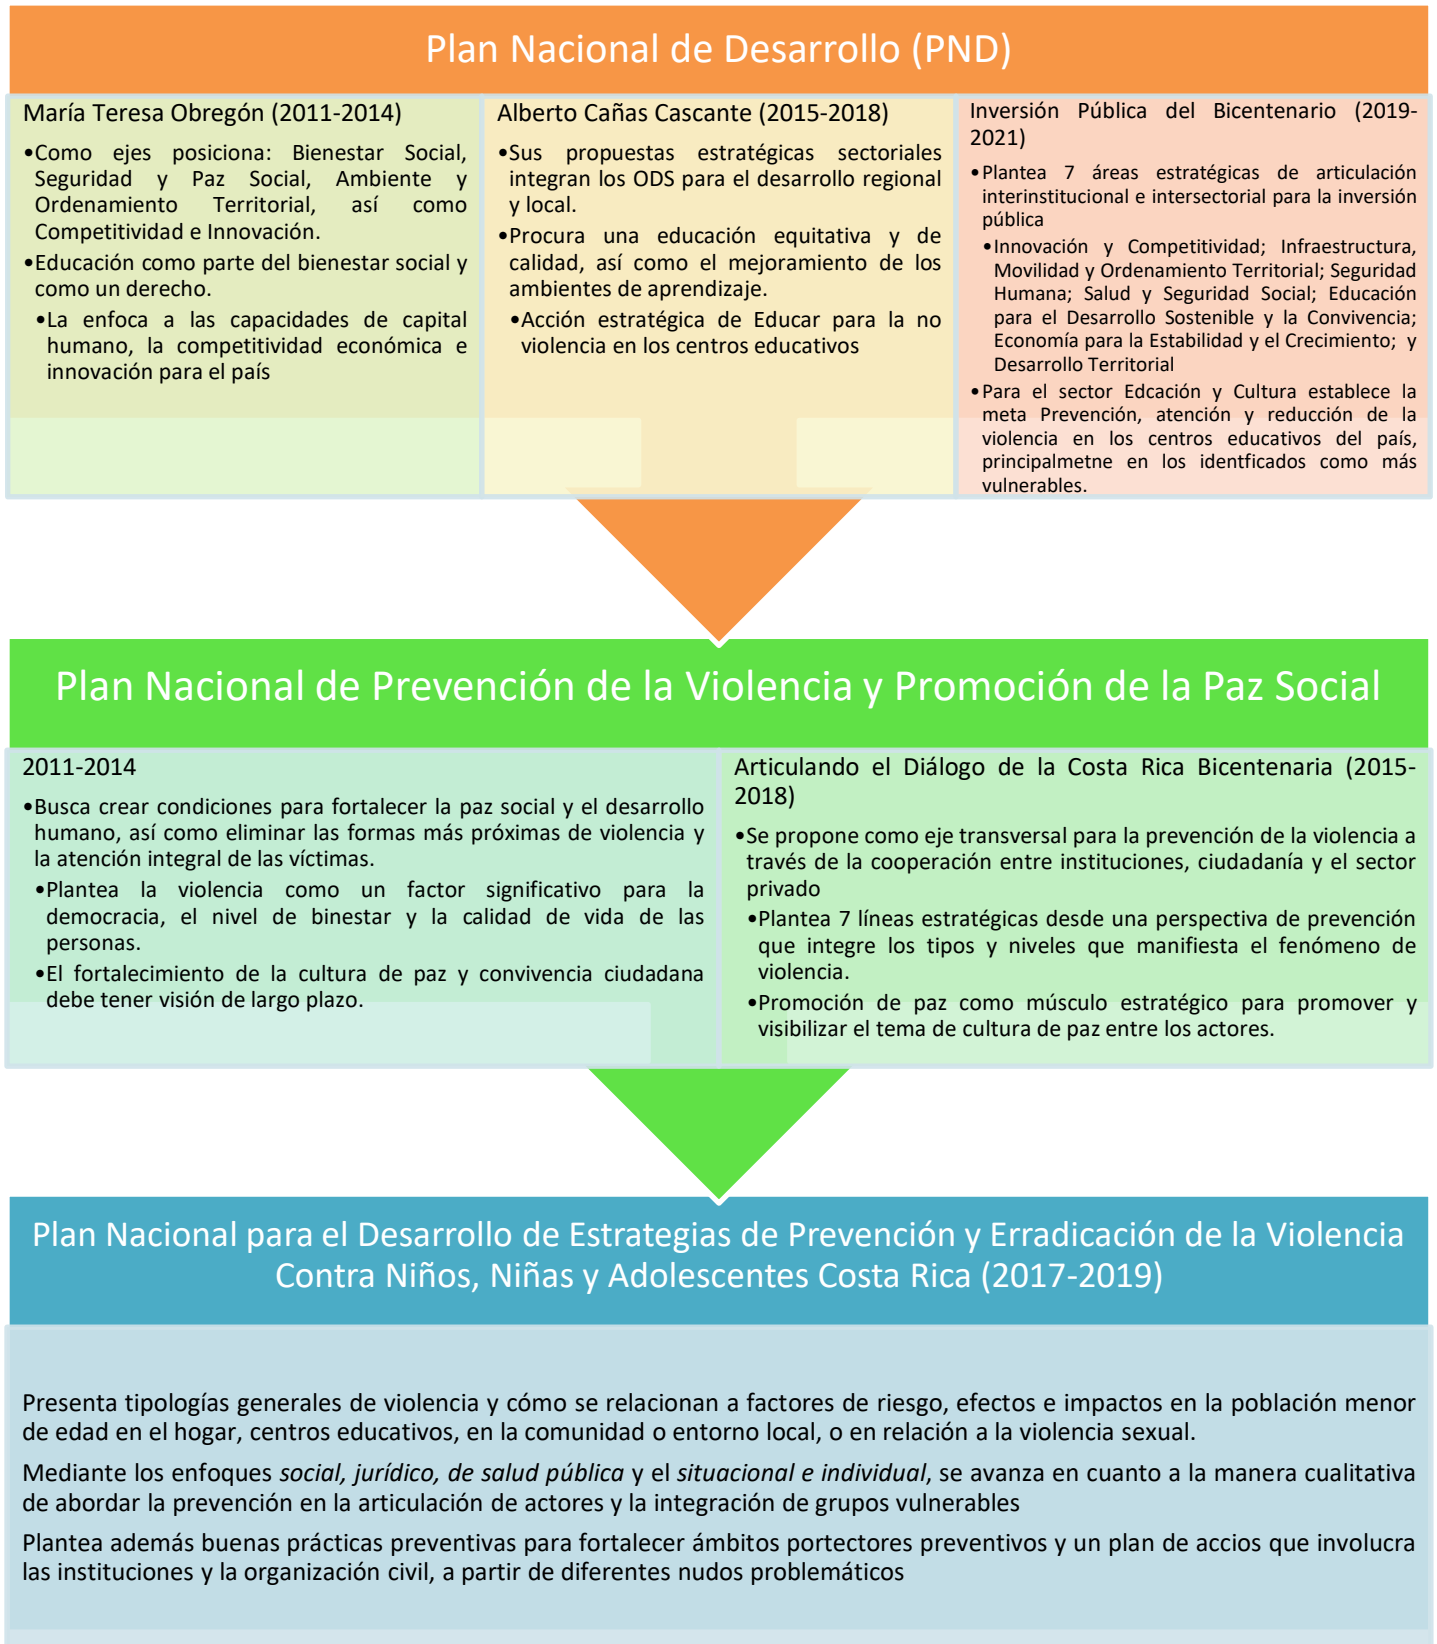 Plan Nacional de Desarrollo (PND)
María Teresa Obregón (2011-2014)
•Como ejes posiciona: Bienestar Social,
Seguridad y Paz Social, Ambiente y
Ordenamiento Territorial, así como
Competitividad e Innovación.
•Educación como parte del bienestar social y
como un derecho.
•La enfoca a las capacidades de capital
humano, la competitividad económica e
innovación para el país
Alberto Cañas Cascante (2015-2018)
•Sus propuestas estratégicas sectoriales
integran los ODS para el desarrollo regional
y local.
•Procura una educación equitativa y de
calidad, así como el mejoramiento de los
ambientes de aprendizaje.
•Acción estratégica de Educar para la no
violencia en los centros educativos
Inversión Pública del Bicentenario (2019-
2021)
•Plantea 7 áreas estratégicas de articulación
interinstitucional e intersectorial para la inversión
pública
•Innovación y Competitividad; Infraestructura,
Movilidad y Ordenamiento Territorial; Seguridad
Humana; Salud y Seguridad Social; Educación
para el Desarrollo Sostenible y la Convivencia;
Economía para la Estabilidad y el Crecimiento; y
Desarrollo Territorial
•Para el sector Edcación y Cultura establece la
meta Prevención, atención y reducción de la
violencia en los centros educativos del país,
principalmetne en los identficados como más
vulnerables.
Plan Nacional de Prevención de la Violencia y Promoción de la Paz Social
2011-2014
•Busca crear condiciones para fortalecer la paz social y el desarrollo
humano, así como eliminar las formas más próximas de violencia y
la atención integral de las víctimas.
•Plantea la violencia como un factor significativo para la
democracia, el nivel de binestar y la calidad de vida de las
personas.
•El fortalecimiento de la cultura de paz y convivencia ciudadana
debe tener visión de largo plazo.
Articulando el Diálogo de la Costa Rica Bicentenaria (2015-
2018)
•Se propone como eje transversal para la prevención de la violencia a
través de la cooperación entre instituciones, ciudadanía y el sector
privado
•Plantea 7 líneas estratégicas desde una perspectiva de prevención
que integre los tipos y niveles que manifiesta el fenómeno de
violencia.
•Promoción de paz como músculo estratégico para promover y
visibilizar el tema de cultura de paz entre los actores.
Plan Nacional para el Desarrollo de Estrategias de Prevención y Erradicación de la Violencia
Contra Niños, Niñas y Adolescentes Costa Rica (2017-2019)
Presenta tipologías generales de violencia y cómo se relacionan a factores de riesgo, efectos e impactos en la población menor
de edad en el hogar, centros educativos, en la comunidad o entorno local, o en relación a la violencia sexual.
Mediante los enfoques social, jurídico, de salud pública y el situacional e individual, se avanza en cuanto a la manera cualitativa
de abordar la prevención en la articulación de actores y la integración de grupos vulnerables
Plantea además buenas prácticas preventivas para fortalecer ámbitos portectores preventivos y un plan de accios que involucra
las instituciones y la organización civil, a partir de diferentes nudos problemáticos